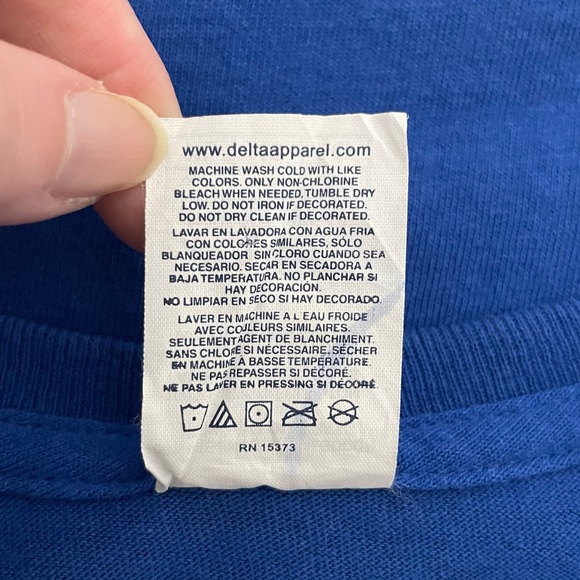 www.deltaapparel.com
MACHINE WASH COLD WITH LIKE
COLORS. ONLY NON-CHLORINE
BLEACH WHEN NEEDED, TUMBLE DRY
LOW. DO NOT IRON IF DECORATED.
DO NOT DRY CLEAN IF DECORATED.
LAVAR EN LAVADORA CON AGUA FRIA
CON COLORES SIMILARES, SÓLO
BLANQUEADOR SIN CLORO CUANDO SEA
NECESARIO. SECAR EN SECADORA A
BAJA TEMPERATURA. NO PLANCHAR SI
HAY DECORACIÓN.
NO LIMPIAR EN SECO SI HAY DECORADO.
LAVER EN MACHINE A L EAU FROIDE
AVEC COULEURS SIMILAIRES.
SEULEMENT AGENT DE BLANCHIMENT.
SANS CHLORE SI NÉCESSAIRE. SÉCHER
EN MACHINE À BASSE TEMPÉRATURE.
NE PAS REPASSER SI DÉCORÉ.
NE PAS LAVER EN PRESSING SI DÉCORÉ.
RN 15373